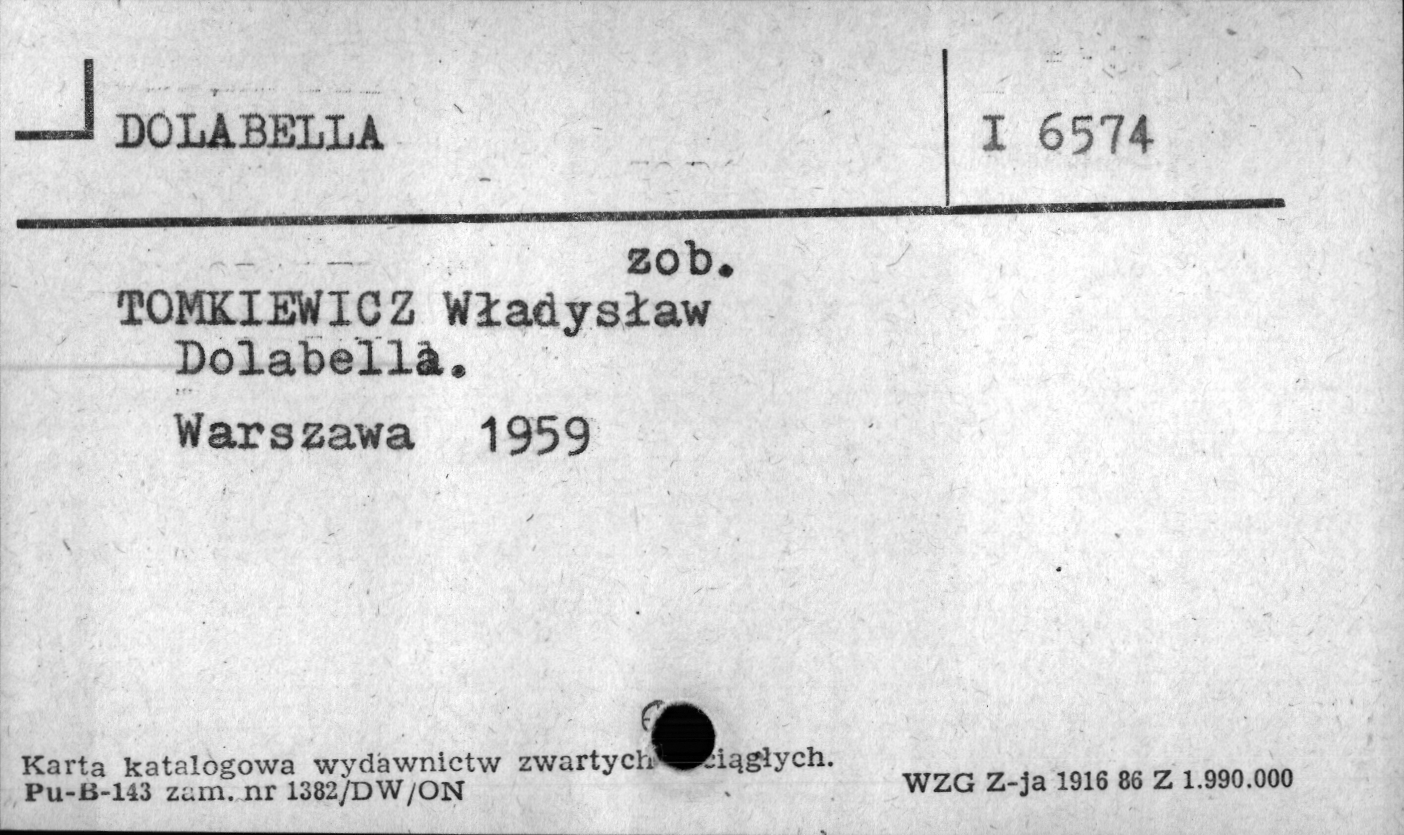 DOLABELLA
I 6574
zob.
TOMKIEWICZ Władysław
Dolabella.
Warszawa 1959
Karta katalogowa wydawnictw zwartych ciągłych.
Pu-B-143 zam. nr 1382/DW/ON
WZG Z-ja 1916 86 Z 1.990.000